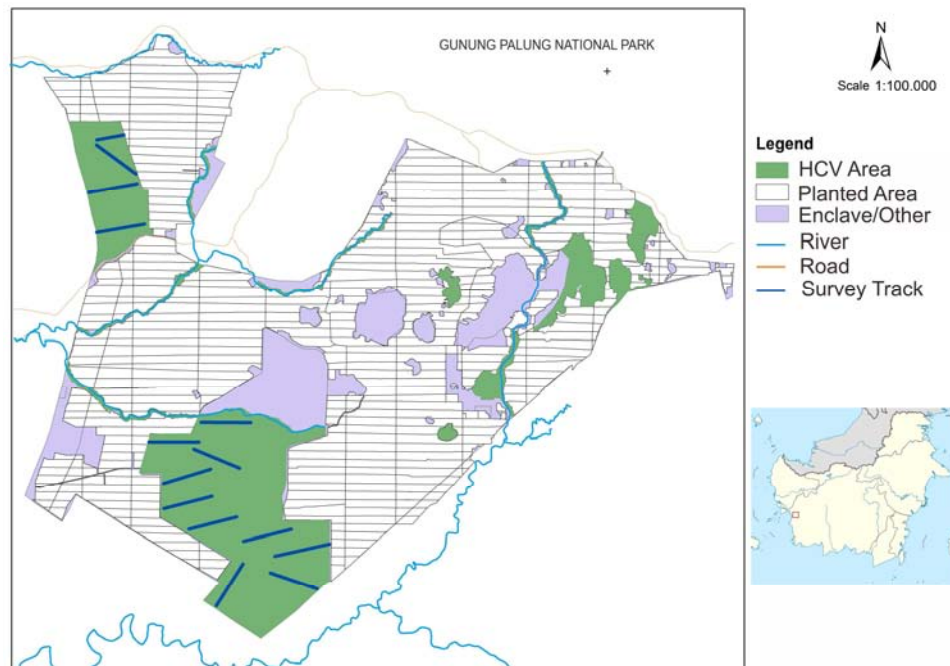 GUNUNG PALUNG NATIONAL PARK
N
Scale 1:100.000
Legend
HCV Area
Planted Area
Enclave/Other
River
Road
Survey Track